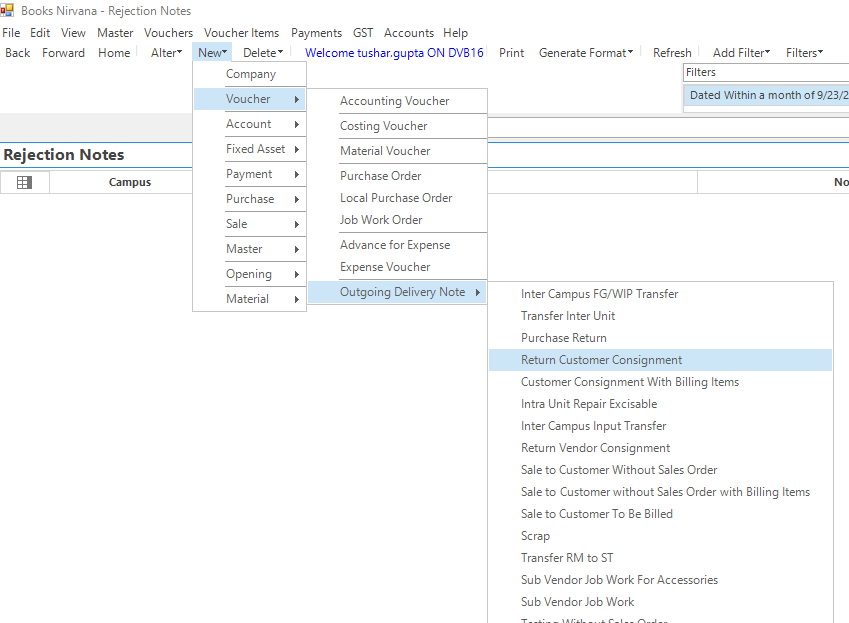 Books Nirvana - Rejection Notes
File Edit View Master Vouchers Voucher Items Payments GST Accounts Help
Back Forward Home Alter New Delete Welcome tushar.gupta ON DVB16 Print Generate Format Refresh Add Filter Filters
Filters
Dated Within a month of 9/23/2
Rejection Notes
Campus No
Company
Voucher
Account
Fixed Asset
Payment
Purchase
Sale
Master
Opening
Material
Accounting Voucher
Costing Voucher
Material Voucher
Purchase Order
Local Purchase Order
Job Work Order
Advance for Expense
Expense Voucher
Outgoing Delivery Note
Inter Campus FG/WIP Transfer
Transfer Inter Unit
Purchase Return
Return Customer Consignment
Customer Consignment With Billing Items
Intra Unit Repair Excisable
Inter Campus Input Transfer
Return Vendor Consignment
Sale to Customer Without Sales Order
Sale to Customer without Sales Order with Billing Items
Sale to Customer To Be Billed
Scrap
Transfer RM to ST
Sub Vendor Job Work For Accessories
Sub Vendor Job Work
Testing Without Sales Order